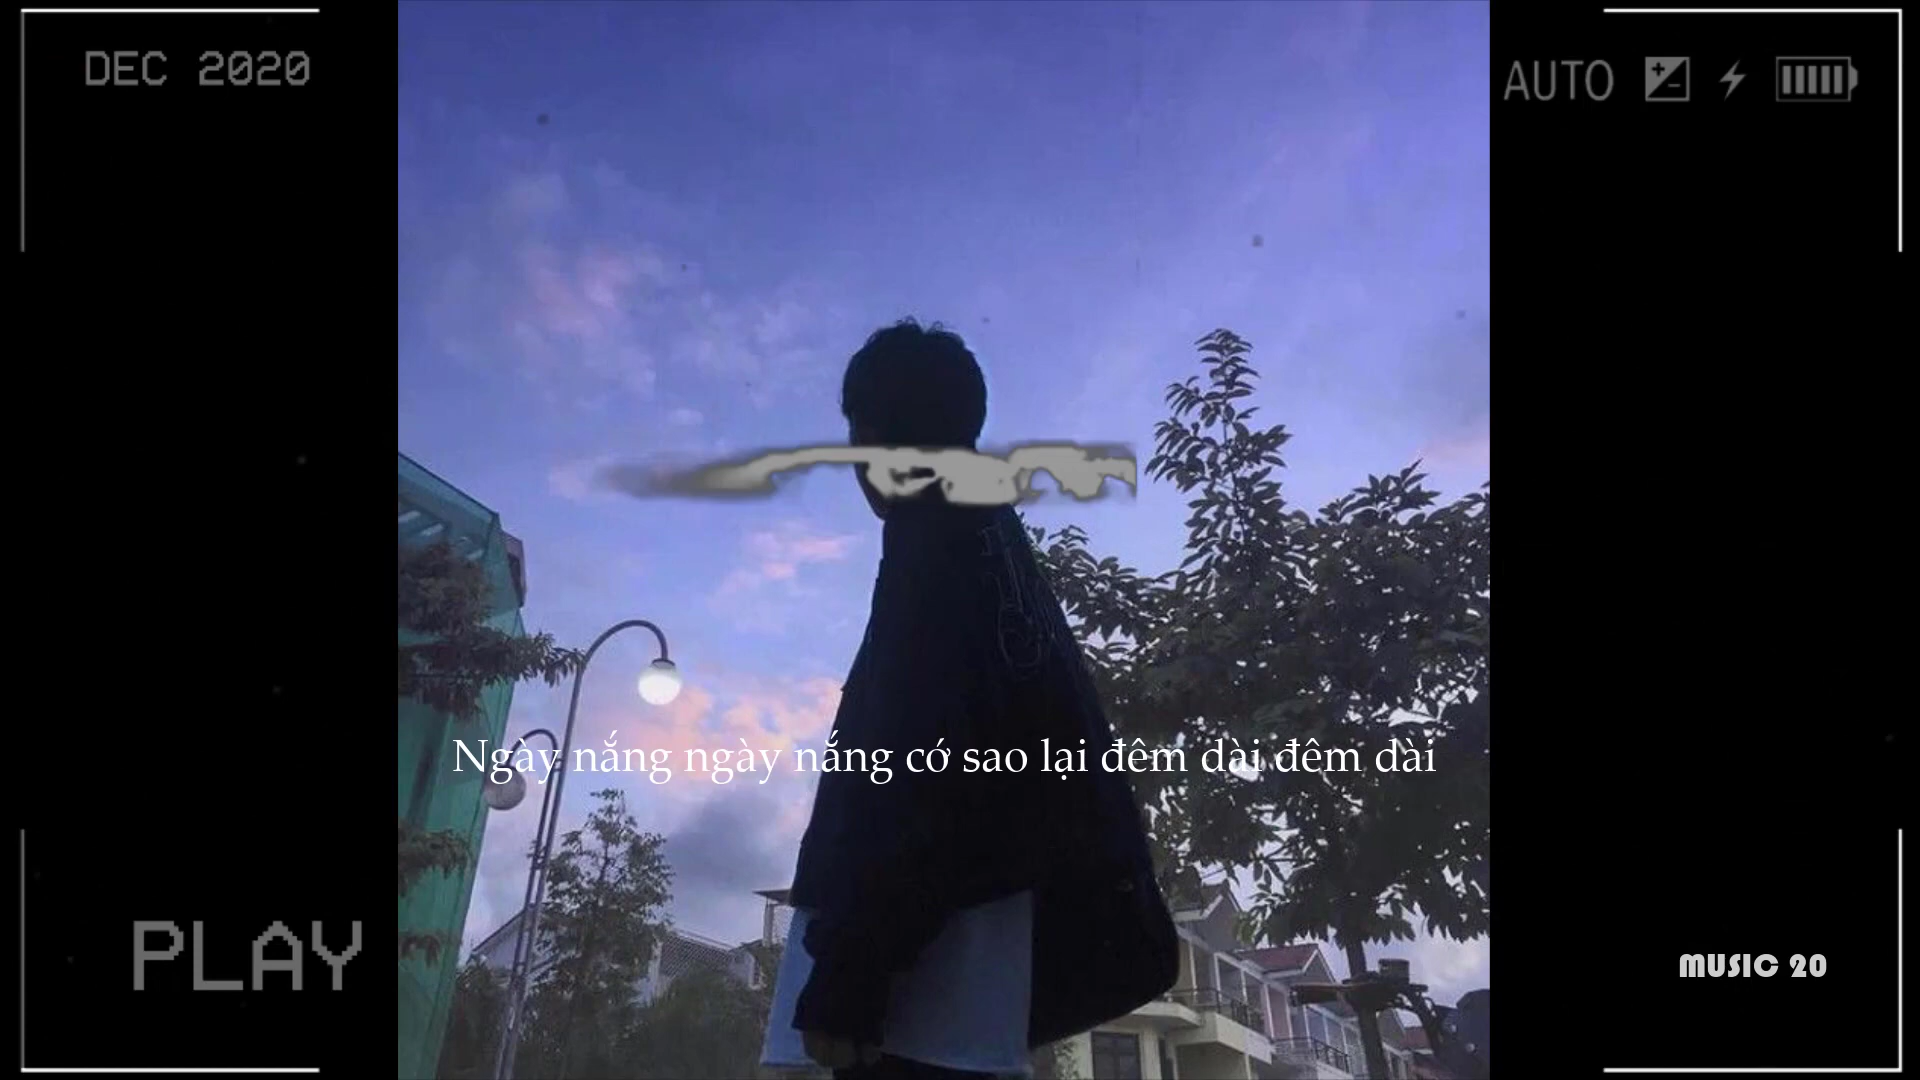 DEC 2020
AUTO
Ngày nắng ngày nắng cớ sao lại đêm dài đêm dài
PLAY
MUSIC 20